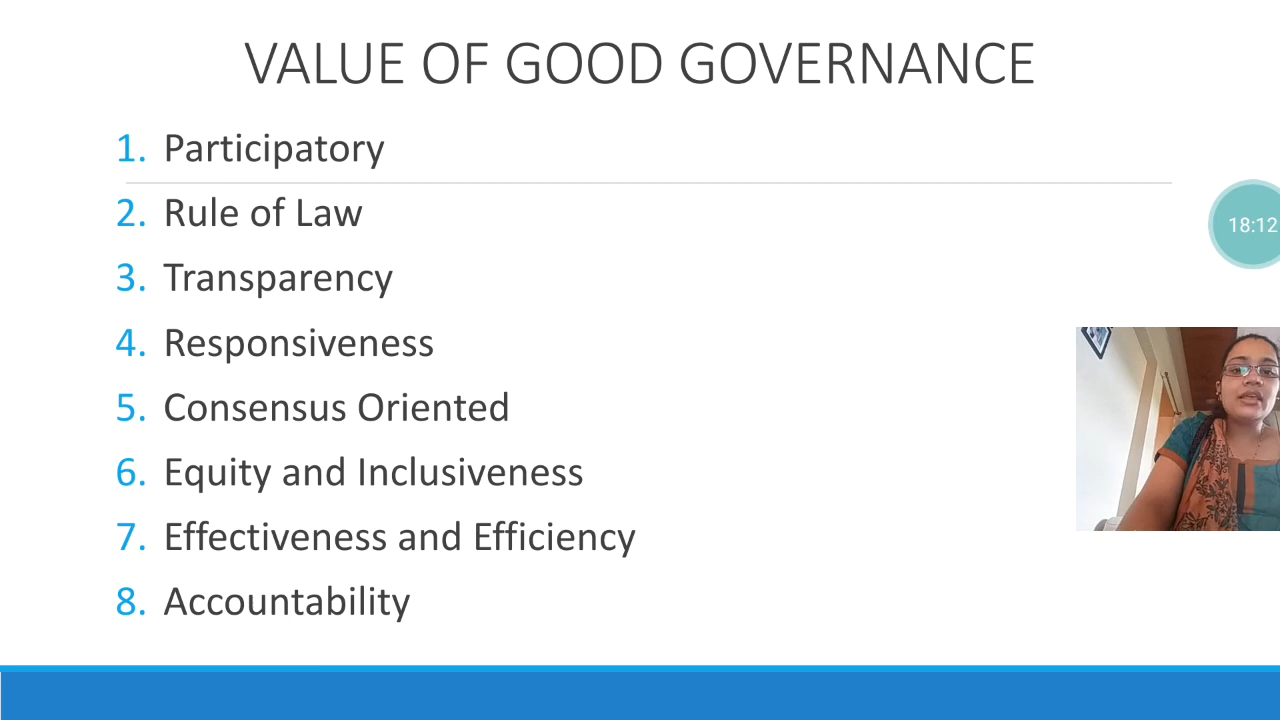 VALUE OF GOOD GOVERNANCE
1. Participatory
2. Rule of Law
3. Transparency
4. Responsiveness
5. Consensus Oriented
6. Equity and Inclusiveness
7. Effectiveness and Efficiency
8. Accountability
18:12